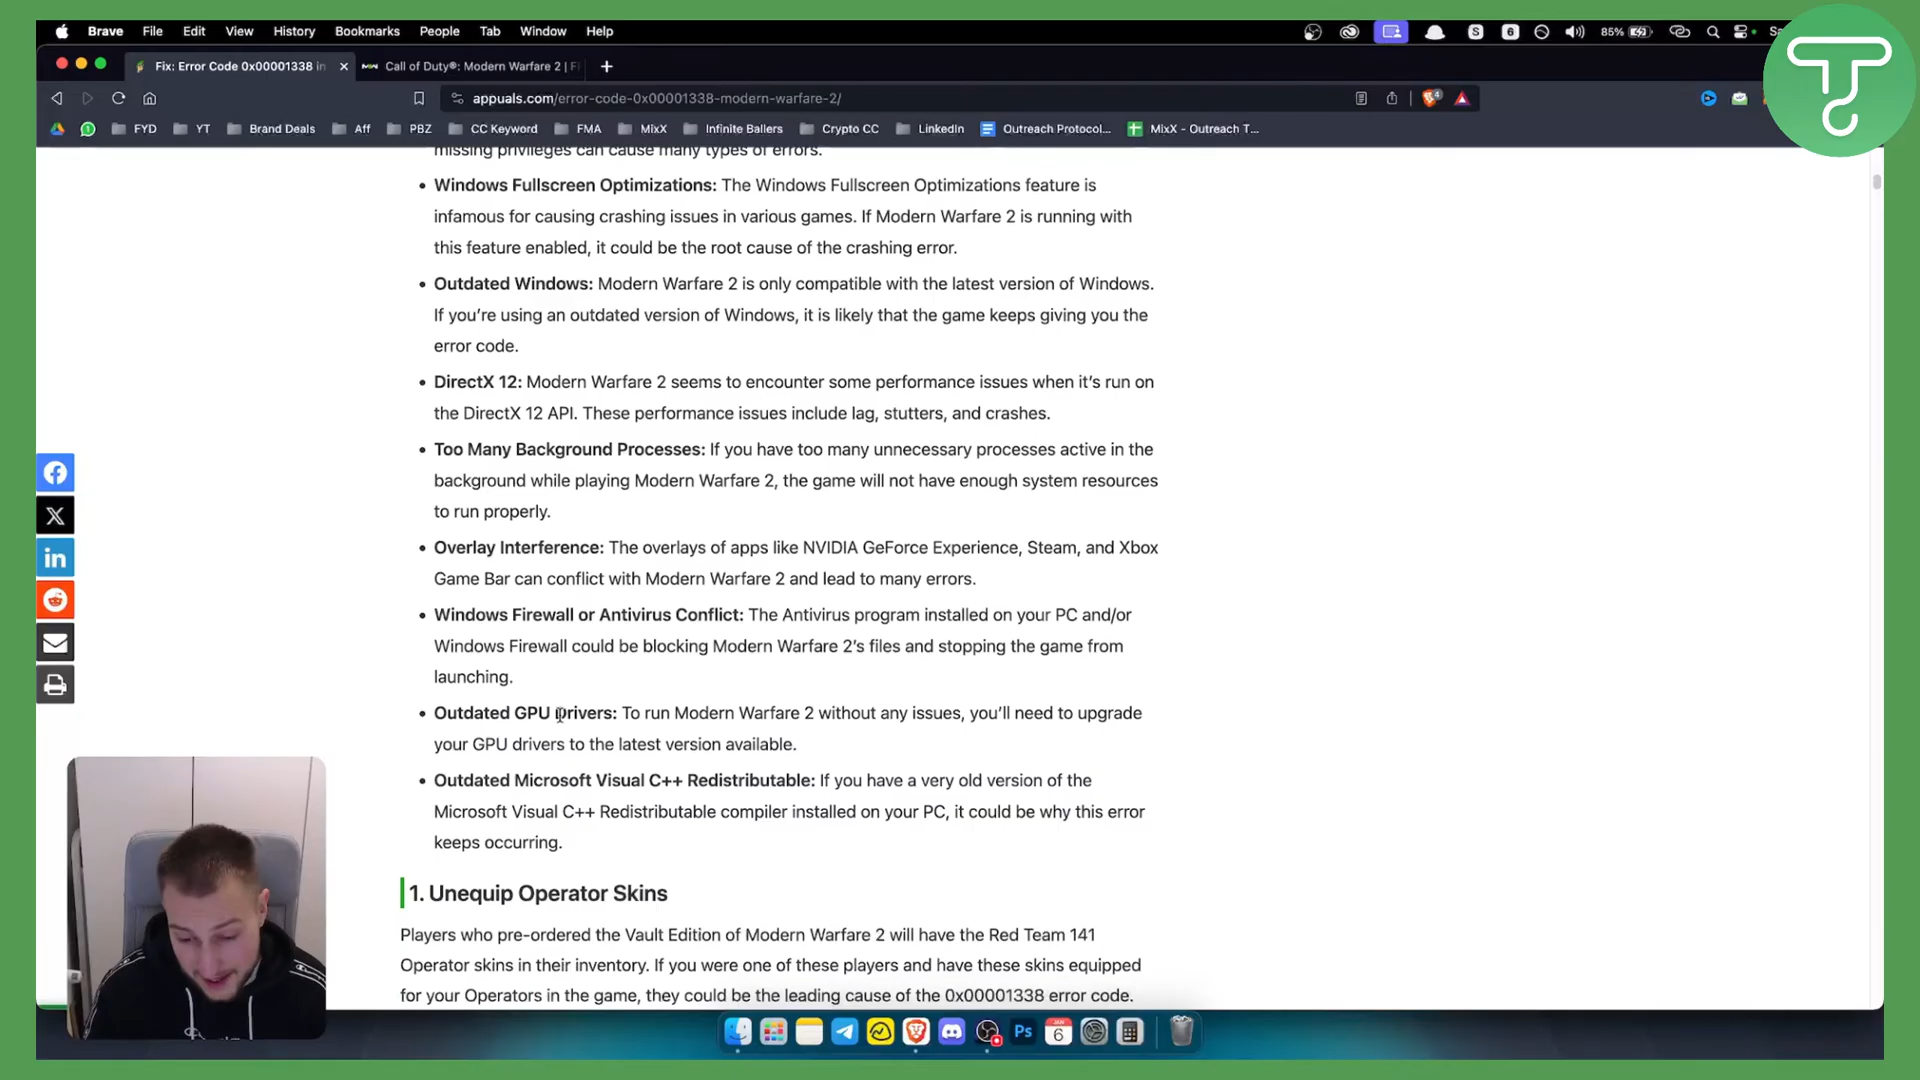 Brave File Edit View History Bookmarks People Tab Window Help
S 6 85%
Fix: Error Code 0x00001338 in
Call of Duty®: Modern Warfare 2 | F
appuals.com/error-code-0x00001338-modern-warfare-2/
4
FYD YT Brand Deals Aff PBZ CC Keyword FMA MixX Infinite Ballers Crypto CC LinkedIn Outreach Protocol... MixX - Outreach T...
missing privileges can cause many types of errors.
• Windows Fullscreen Optimizations: The Windows Fullscreen Optimizations feature is
infamous for causing crashing issues in various games. If Modern Warfare 2 is running with
this feature enabled, it could be the root cause of the crashing error.
• Outdated Windows: Modern Warfare 2 is only compatible with the latest version of Windows.
If you’re using an outdated version of Windows, it is likely that the game keeps giving you the
error code.
• DirectX 12: Modern Warfare 2 seems to encounter some performance issues when it’s run on
the DirectX 12 API. These performance issues include lag, stutters, and crashes.
• Too Many Background Processes: If you have too many unnecessary processes active in the
background while playing Modern Warfare 2, the game will not have enough system resources
to run properly.
• Overlay Interference: The overlays of apps like NVIDIA GeForce Experience, Steam, and Xbox
Game Bar can conflict with Modern Warfare 2 and lead to many errors.
• Windows Firewall or Antivirus Conflict: The Antivirus program installed on your PC and/or
Windows Firewall could be blocking Modern Warfare 2’s files and stopping the game from
launching.
• Outdated GPU Drivers: To run Modern Warfare 2 without any issues, you’ll need to upgrade
your GPU drivers to the latest version available.
• Outdated Microsoft Visual C++ Redistributable: If you have a very old version of the
Microsoft Visual C++ Redistributable compiler installed on your PC, it could be why this error
keeps occurring.
1. Unequip Operator Skins
Players who pre-ordered the Vault Edition of Modern Warfare 2 will have the Red Team 141
Operator skins in their inventory. If you were one of these players and have these skins equipped
for your Operators in the game, they could be the leading cause of the 0x00001338 error code.
Ps
JAN
6